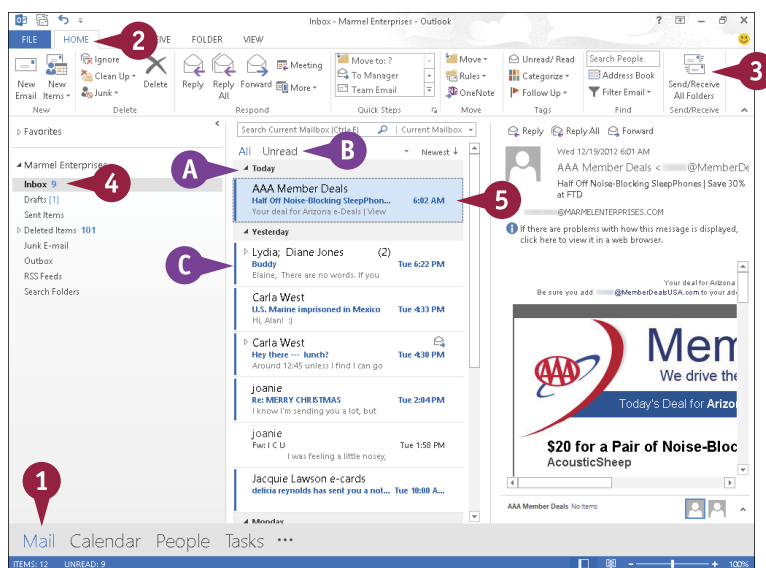 Inbox - Marmel Enterprises - Outlook
FILE HOME 2 EIVE FOLDER VIEW
New Email
New Items
New
Ignore
Clean Up
Junk
Delete
Delete
Reply
Reply All
Forward
Meeting
More
Respond
Move to: ?
To Manager
Team Email
Quick Steps
Move
Rules
OneNote
Move
Unread/ Read
Categorize
Follow Up
Tags
Search People
Address Book
Filter Email
Find
Send/Receive All Folders
Send/Receive
3
Favorites
Marmel Enterprises
Inbox 9
4
Drafts [1]
Sent Items
Deleted Items 101
Junk E-mail
Outbox
RSS Feeds
Search Folders
Search Current Mailbox (Ctrl+E) Current Mailbox
All Unread B Newest ↓
A
Today
AAA Member Deals
Half Off Noise-Blocking SleepPhon... 6:02 AM
5
Your deal for Arizona e-Deals | View
Yesterday
C
Lydia; Diane Jones (2)
Buddy Tue 6:22 PM
Elaine, There are no words. If you
Carla West
U.S. Marine imprisoned in Mexico Tue 4:33 PM
Hi, Alan! :)
Carla West
Hey there --- lunch? Tue 4:30 PM
Around 12:45 unless I find I can go
joanie
Re: MERRY CHRISTMAS Tue 2:04 PM
I know I'm sending you a lot, but
joanie
Fw: I C U Tue 1:58 PM
I was feeling a little nosey,
Jacquie Lawson e-cards
delicia reynolds has sent you a not... Tue 10:00 A...
Monday
Reply Reply All Forward
Wed 12/19/2012 6:01 AM
AAA Member Deals < @MemberDe
Half Off Noise-Blocking SleepPhones | Save 30%
at FTD
@MARMELENTERPRISES.COM
If there are problems with how this message is displayed,
click here to view it in a web browser.
Your deal for Arizona
Be sure you add @MemberDealsUSA.com to your add
AAA
Mem
We drive the
Today's Deal for Arizo
$20 for a Pair of Noise-Bloc
AcousticSheep
AAA Member Deals No Items
1
Mail Calendar People Tasks •••
ITEMS: 12 UNREAD: 9
100%